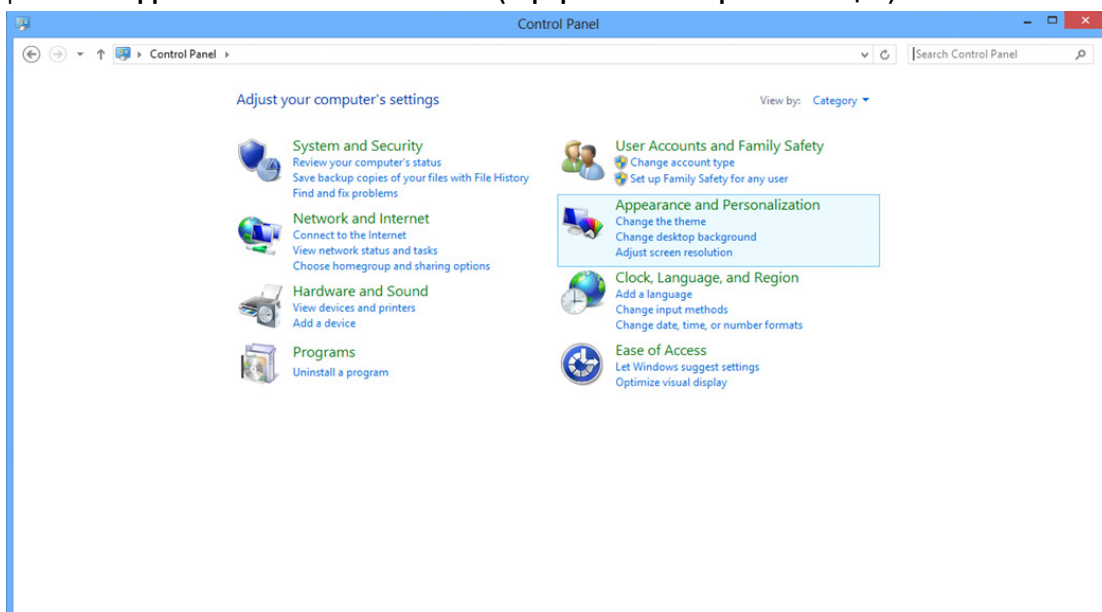 Control Panel
Control Panel
Search Control Panel
Adjust your computer's settings
View by: Category
System and Security
Review your computer's status
Save backup copies of your files with File History
Find and fix problems
Network and Internet
Connect to the Internet
View network status and tasks
Choose homegroup and sharing options
Hardware and Sound
View devices and printers
Add a device
Programs
Uninstall a program
User Accounts and Family Safety
Change account type
Set up Family Safety for any user
Appearance and Personalization
Change the theme
Change desktop background
Adjust screen resolution
Clock, Language, and Region
Add a language
Change input methods
Change date, time, or number formats
Ease of Access
Let Windows suggest settings
Optimize visual display